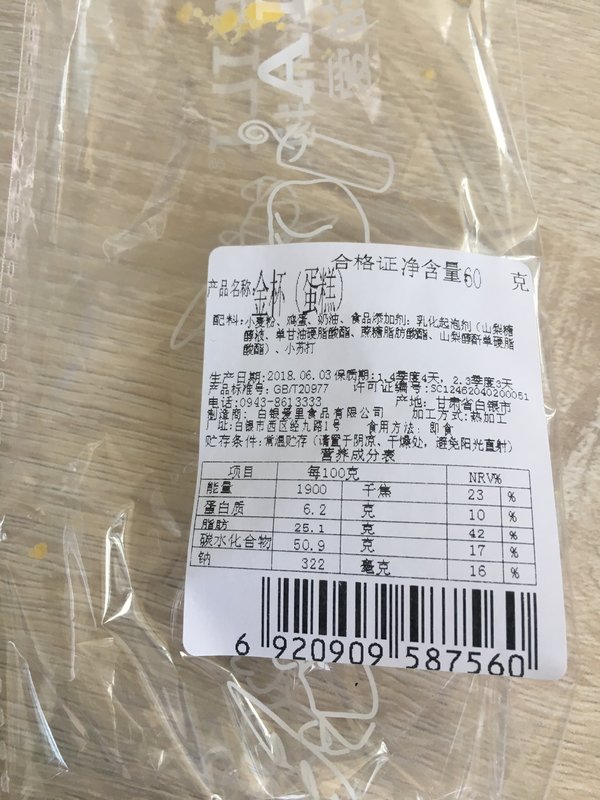 合格证净含量60 克
产品名称:金杯(蛋糕)
配料:小麦粉、鸡蛋、奶油、食品添加剂:乳化起泡剂(山梨糖
醇液、单甘油硬脂酸酯、蔗糖脂肪酸酯、山梨醇酐单硬脂
酸酯)、小苏打
生产日期:2018.06.03 保质期:1.4季度4天, 2.3季度3天
产品标准号:GB/T20977 许可证编号:SC12462040200051
电话:0943-8613333 产地:甘肃省白银市
制造商: 白银爱里食品有限公司 加工方式:热加工
厂址:白银市西区经九路1号 食用方法: 即食
贮存条件:常温贮存(请置于阴凉、干燥处, 避免阳光直射)
营养成分表
项目 每100克 NRV%
能量 1900 千焦 23 %
蛋白质 6.2 克 10 %
脂肪 25.1 克 42 %
碳水化合物 50.9 克 17 %
钠 322 毫克 16 %
6 920909 587560